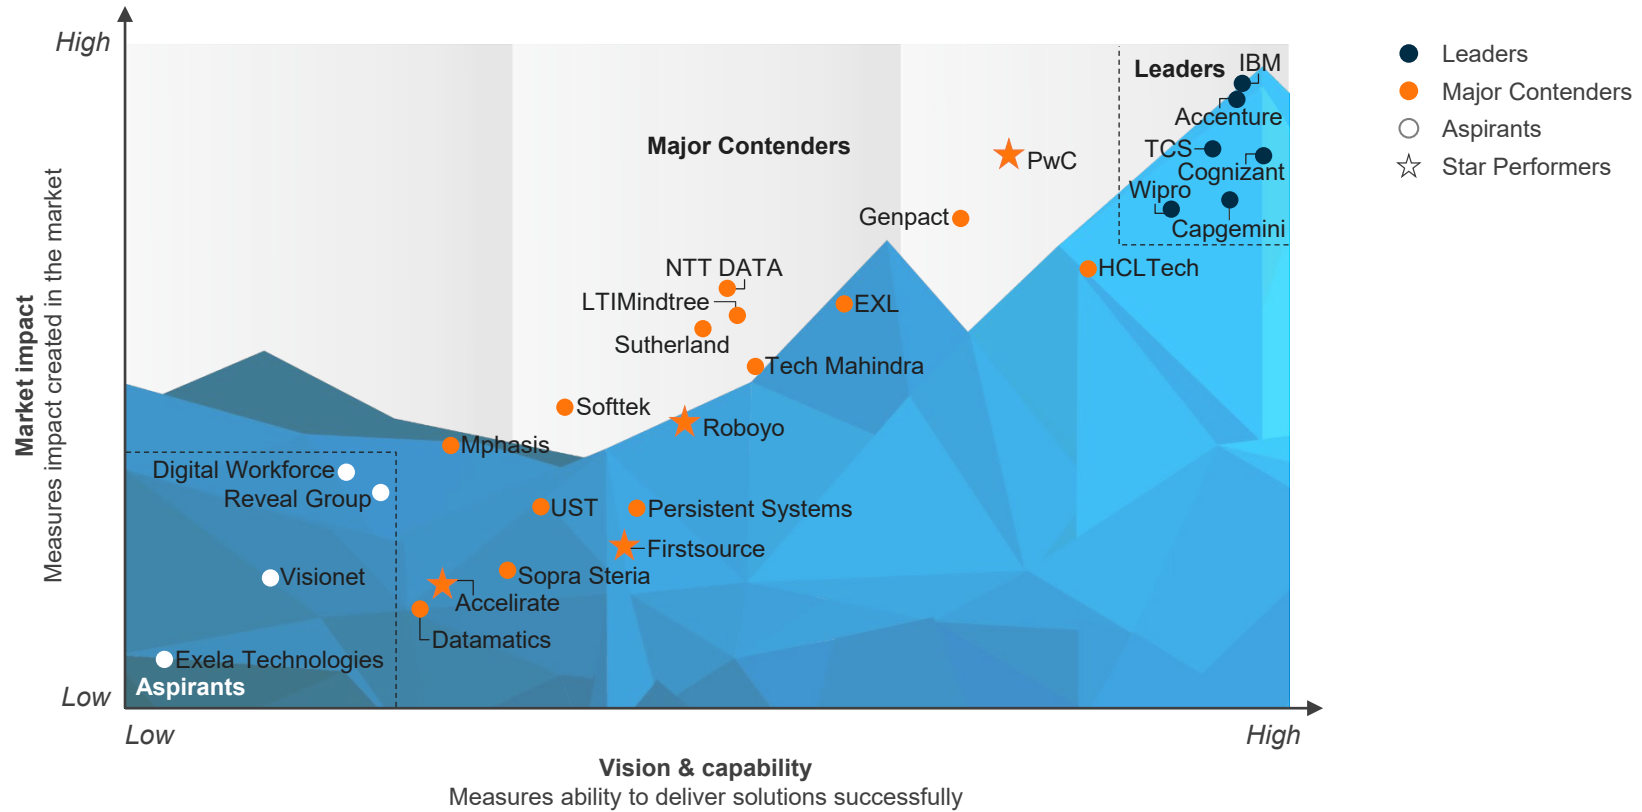 High
IBM
Leaders
Accenture
Major Contenders
TCS
PwC
Cognizant
Wipro
Genpact
Capgemini
NTT DATA
HCLTech
LTIMindtree
EXL
Sutherland
Tech Mahindra
Softtek
Roboyo
Mphasis
Digital Workforce
Reveal Group
UST
Persistent Systems
Firstsource
Visionet
Sopra Steria
Accelirate
Datamatics
Exela Technologies
Aspirants
Low
Market impact
Measures impact created in the market
Low
High
Vision & capability
Measures ability to deliver solutions successfully
Leaders
Major Contenders
Aspirants
Star Performers